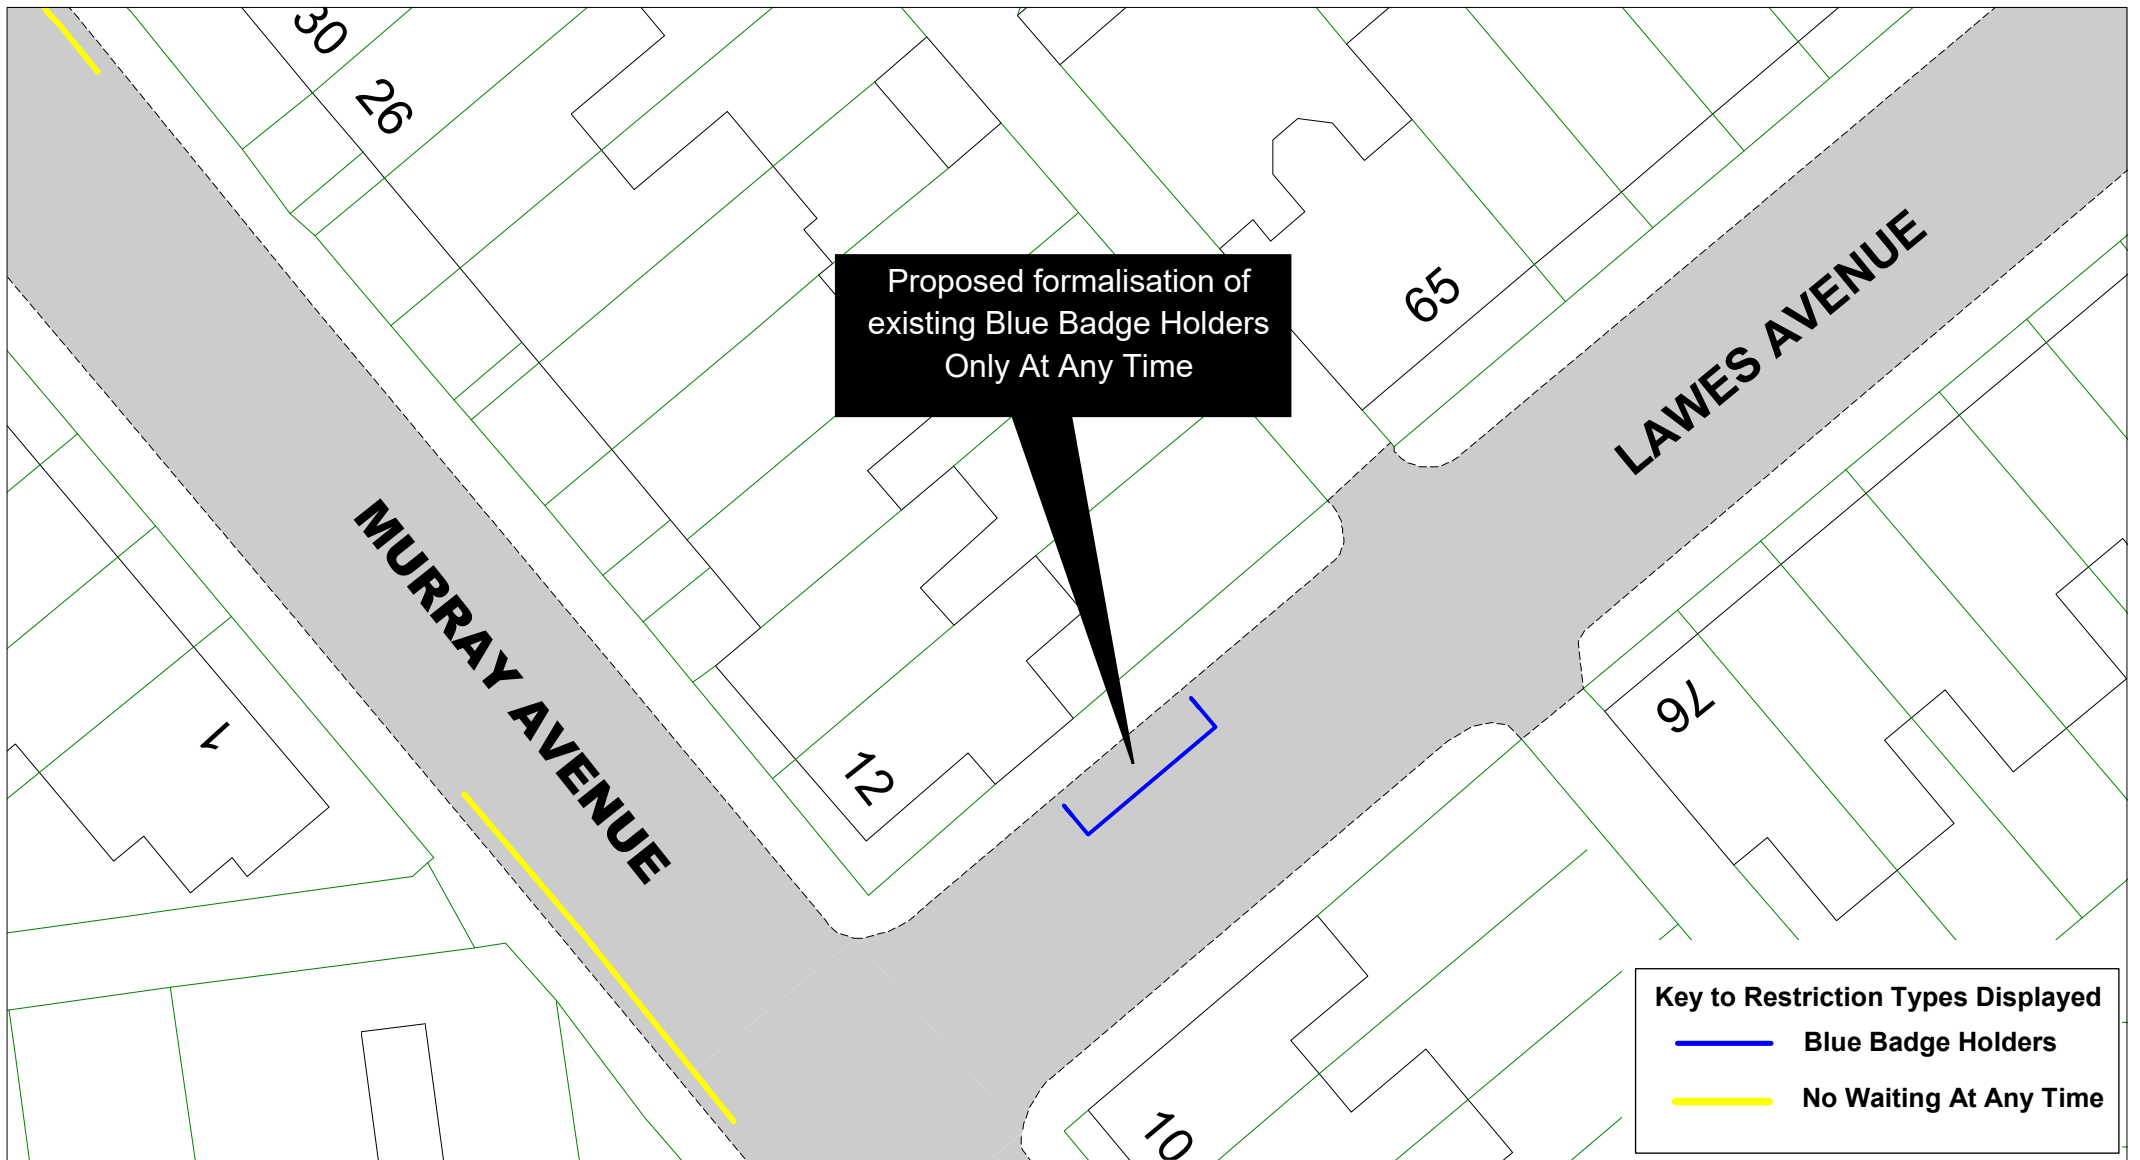 30
26
Proposed formalisation of
existing Blue Badge Holders
Only At Any Time
65
LAWES AVENUE
MURRAY AVENUE
1
12
76
10
Key to Restriction Types Displayed
Blue Badge Holders
No Waiting At Any Time